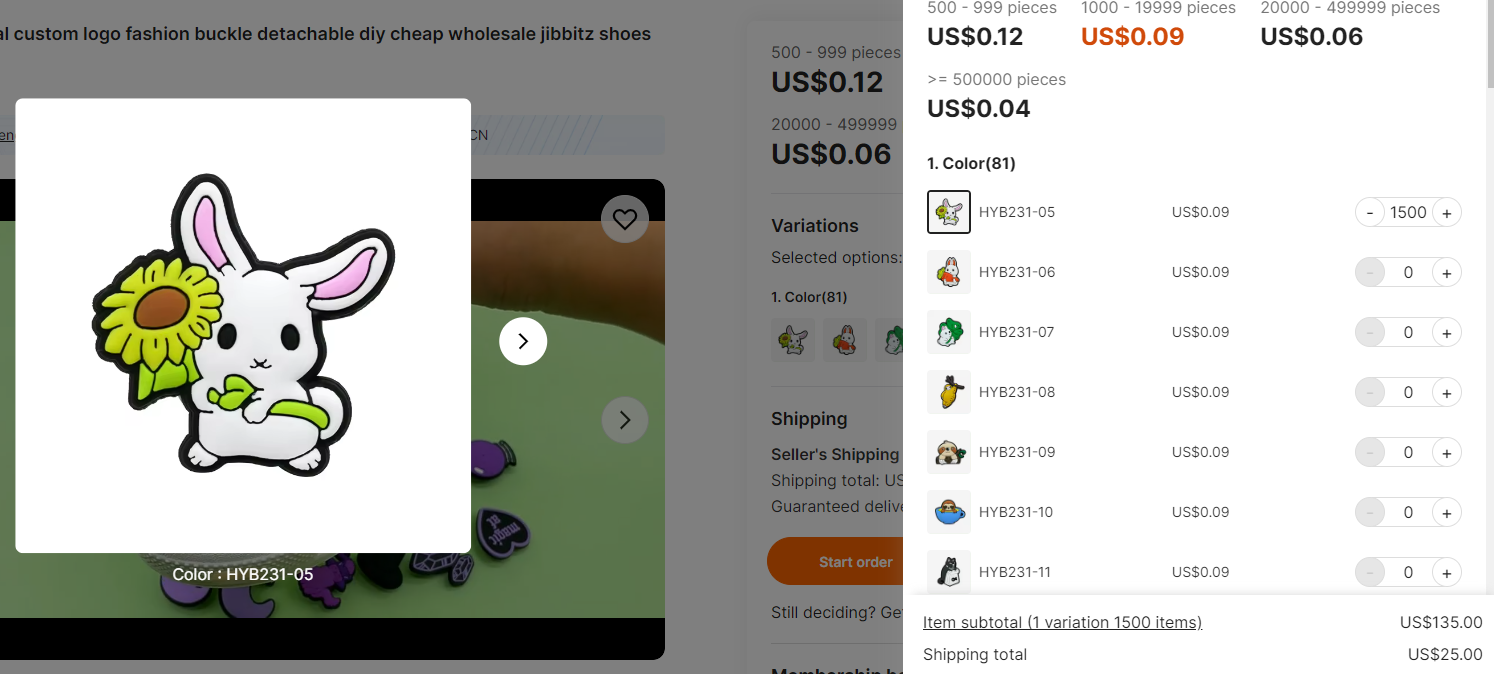 al custom logo fashion buckle detachable diy cheap wholesale jibbitz shoes
CN
Color : HYB231-05
magic
500 - 999 pieces
US$0.12
20000 - 499999
US$0.06
Variations
Selected options:
1. Color(81)
Shipping
Seller's Shipping
Shipping total: US
Guaranteed delive
Start order
Still deciding? Ge
Membership be
500 - 999 pieces
US$0.12
1000 - 19999 pieces
US$0.09
20000 - 499999 pieces
US$0.06
>= 500000 pieces
US$0.04
1. Color(81)
HYB231-05 US$0.09 - 1500 +
HYB231-06 US$0.09 - 0 +
HYB231-07 US$0.09 - 0 +
HYB231-08 US$0.09 - 0 +
HYB231-09 US$0.09 - 0 +
HYB231-10 US$0.09 - 0 +
HYB231-11 US$0.09 - 0 +
Item subtotal (1 variation 1500 items) US$135.00
Shipping total US$25.00